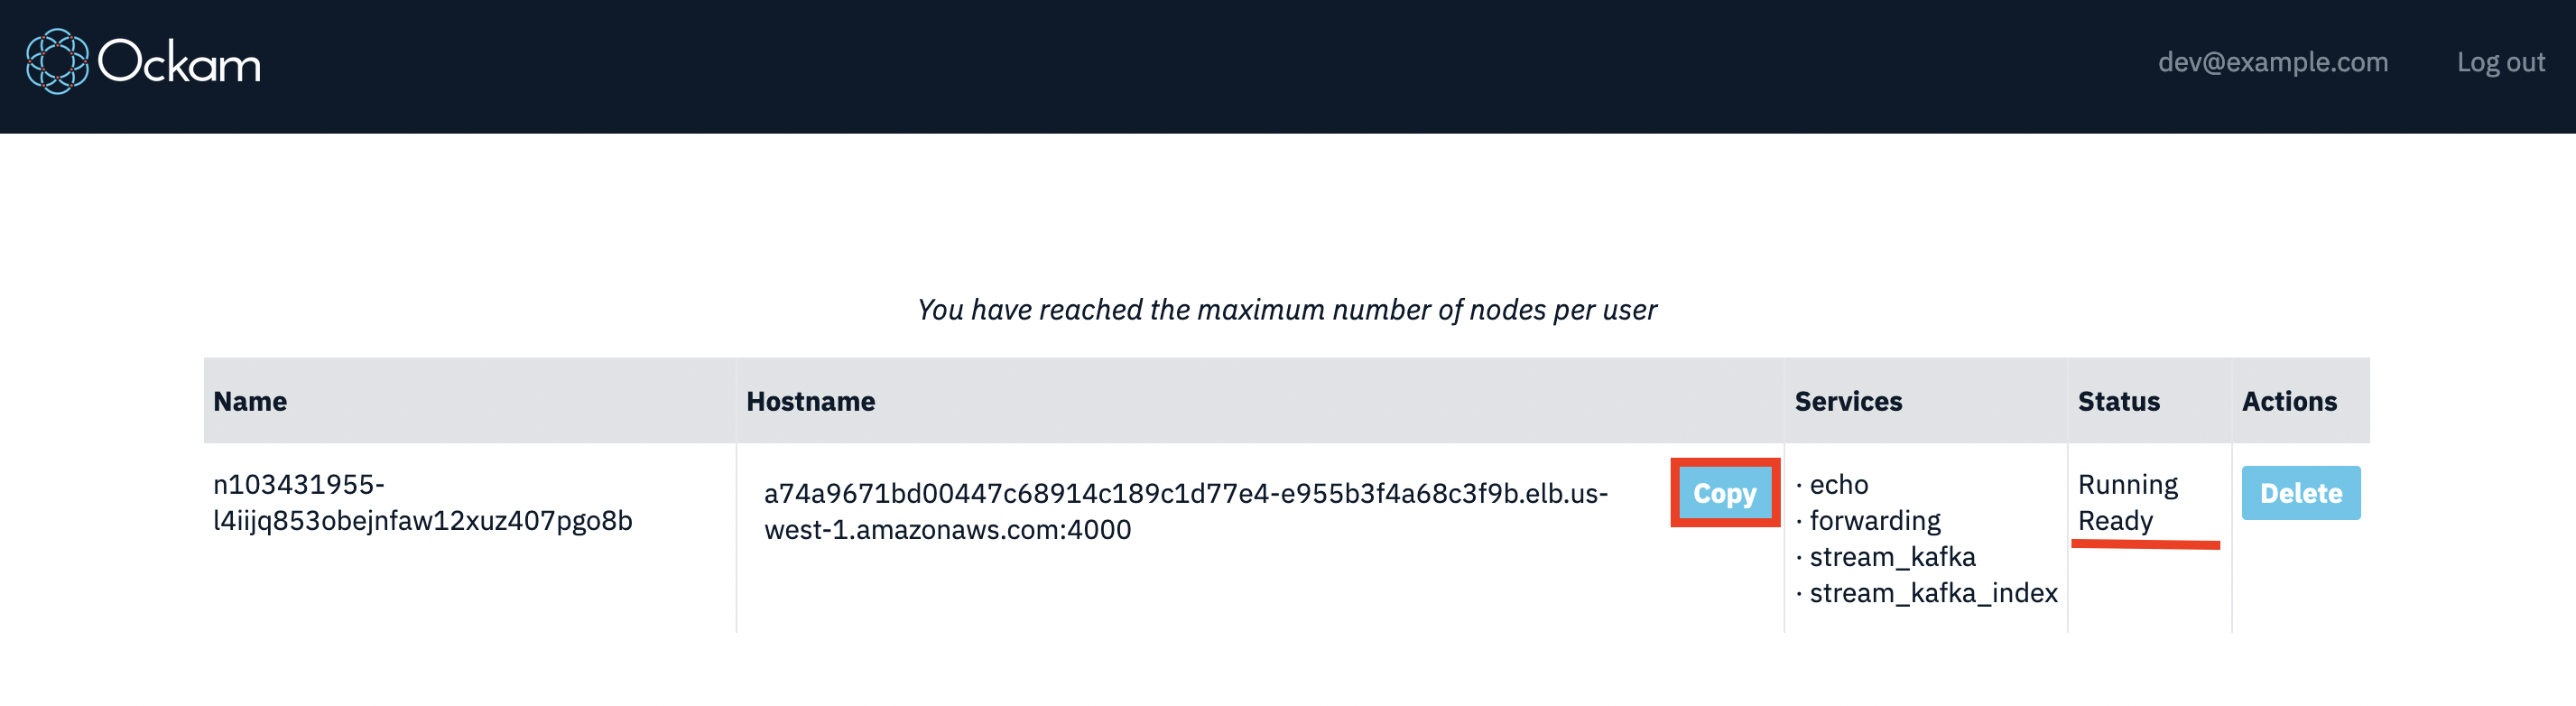 Ockam
dev@example.com Log out
You have reached the maximum number of nodes per user
Name Hostname Services Status Actions
n103431955-
l4iijq853obejnfaw12xuz407pgo8b
a74a9671bd00447c68914c189c1d77e4-e955b3f4a68c3f9b.elb.us-
west-1.amazonaws.com:4000
Copy
· echo
· forwarding
· stream_kafka
· stream_kafka_index
Running
Ready
Delete